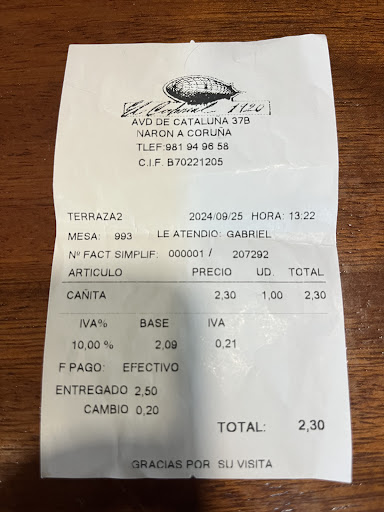 1920
AVD DE CATALUÑA 37B
NARON A CORUÑA
TLEF:981 94 96 58
C.I.F. B70221205
TERRAZA2 2024/09/25 HORA: 13:22
MESA: 993 LE ATENDIO: GABRIEL
Nº FACT SIMPLIF: 000001 / 207292
ARTICULO PRECIO UD. TOTAL
CAÑITA 2,30 1,00 2,30
IVA% BASE IVA
10,00 % 2,09 0,21
F PAGO: EFECTIVO
ENTREGADO 2,50
CAMBIO 0,20
TOTAL: 2,30
GRACIAS POR SU VISITA